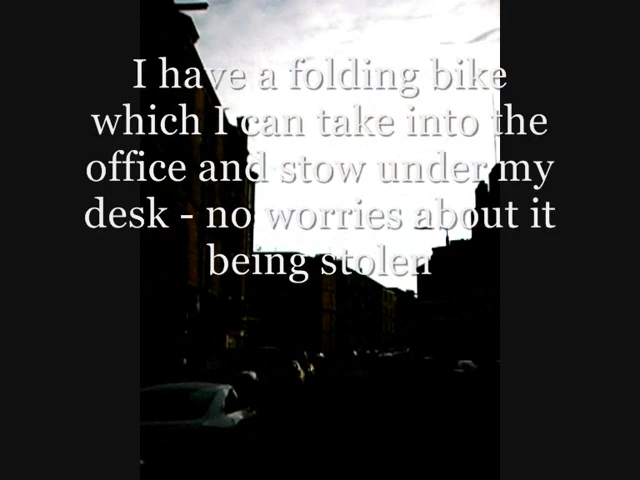 I have a folding bike
which I can take into the
office and stow under my
desk - no worries about it
being stolen